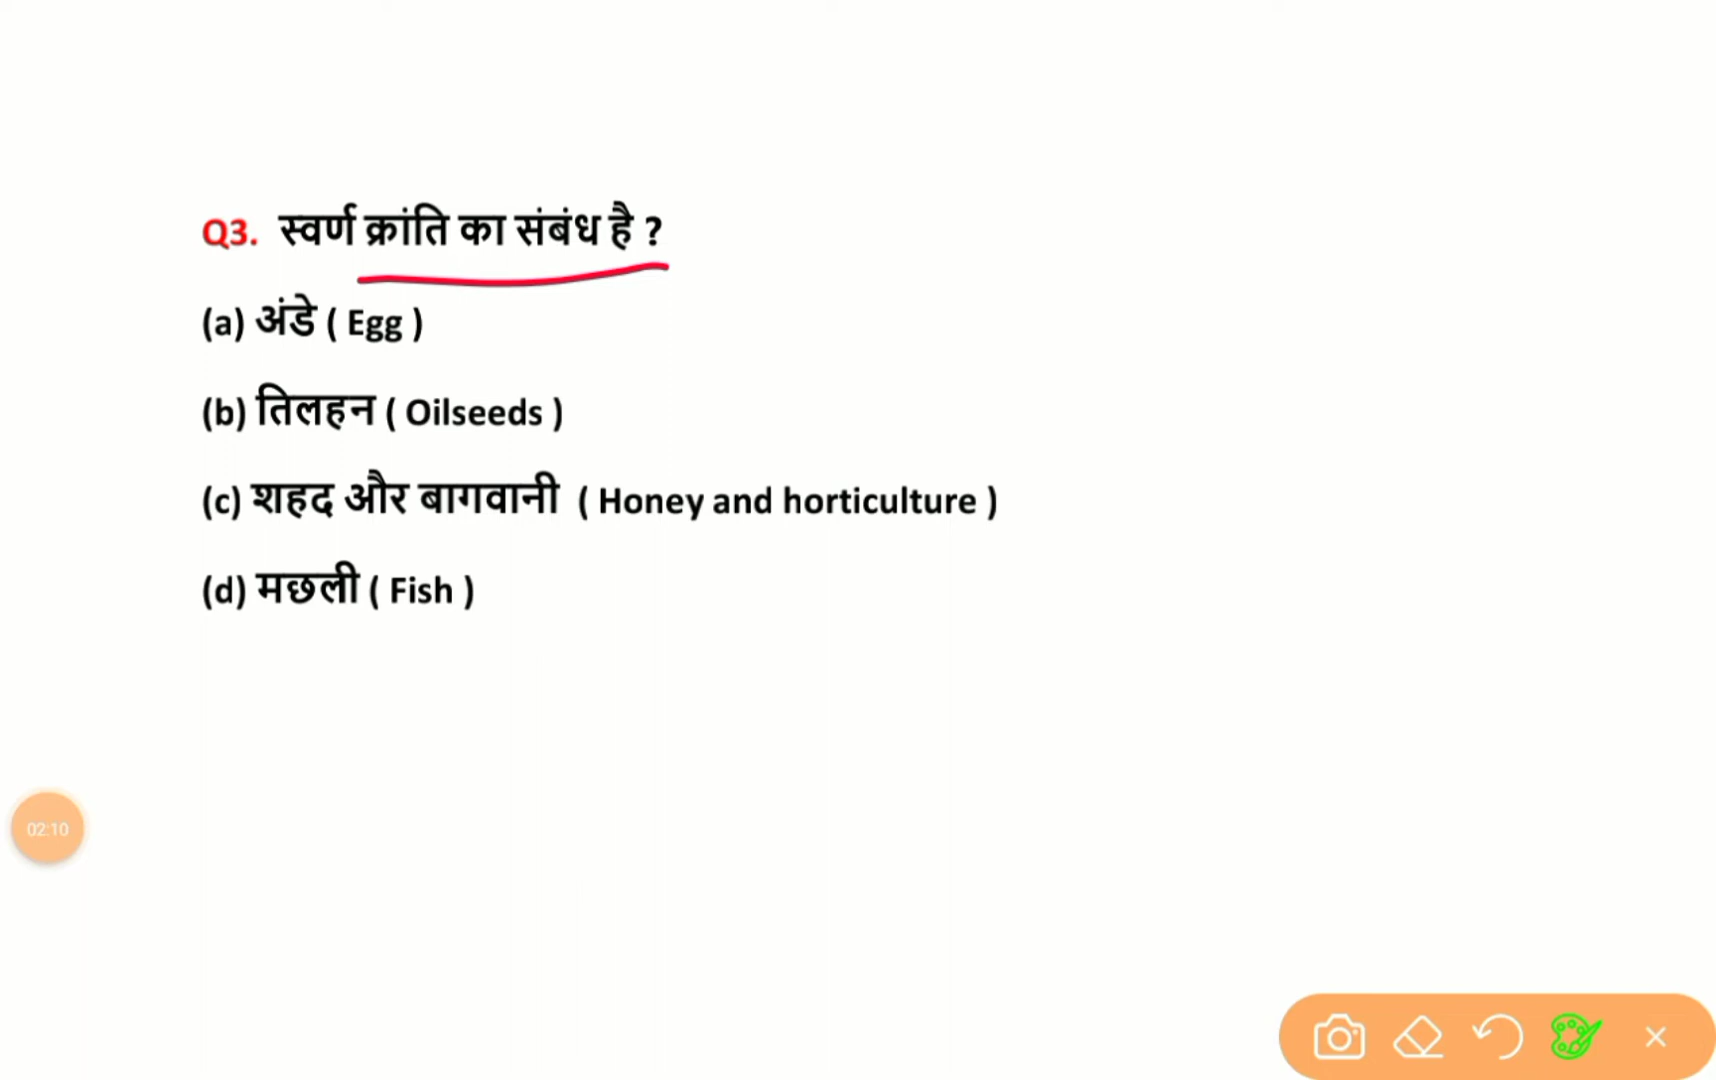 Q3. स्वर्ण क्रांति का संबंध है ?
(a) अंडे ( Egg )
(b) तिलहन ( Oilseeds )
(c) शहद और बागवानी ( Honey and horticulture )
(d) मछली ( Fish )
02:10